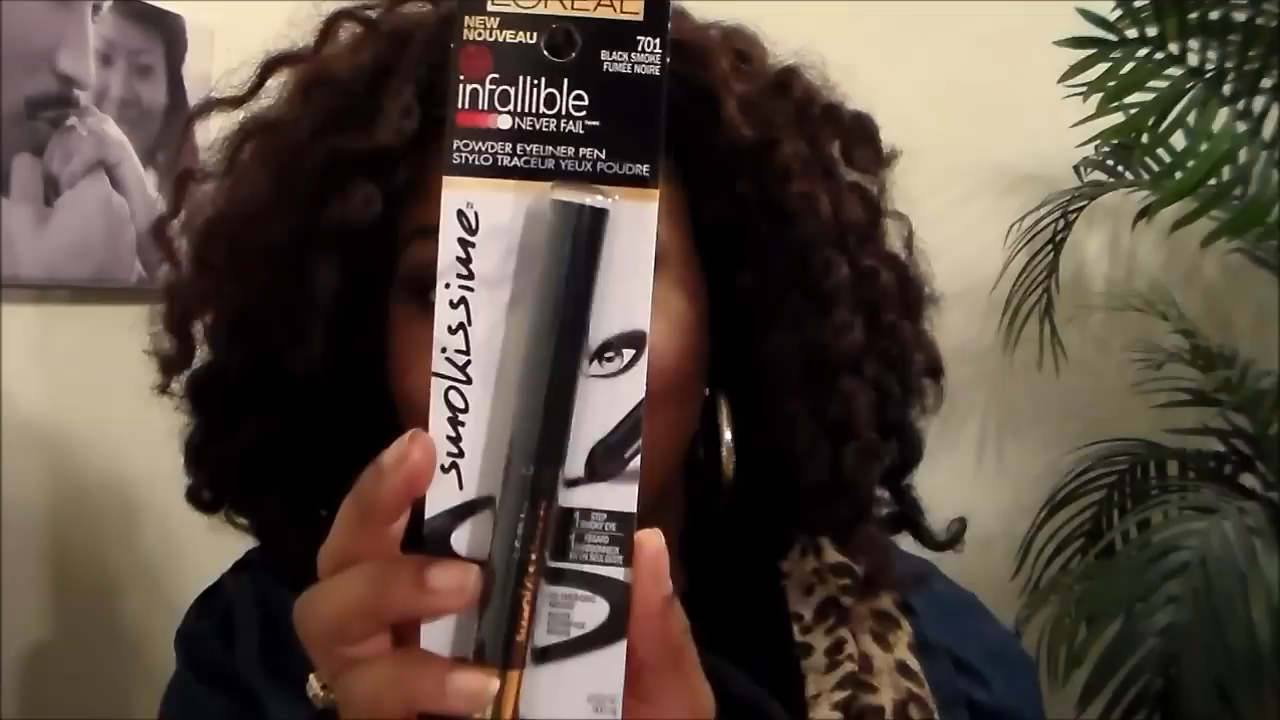 L'ORÉAL
NEW
NOUVEAU
701
BLACK SMOKE
FUMÉE NOIRE
infallible
NEVER FAIL™
POWDER EYELINER PEN
STYLO TRACEUR YEUX POUDRE
smokissime
1 STEP
SMOKY EYE